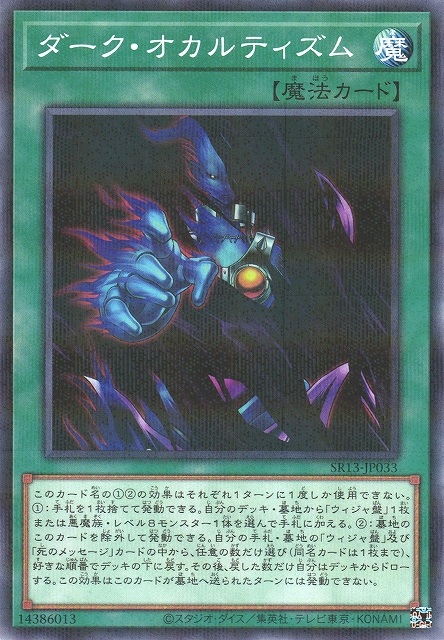 ダーク・オカルティズム
魔
【魔法カード】
SR13-JP033
このカード名の①②の効果はそれぞれ1ターンに1度しか使用できない。
①：手札を1枚捨てて発動できる。自分のデッキ・墓地から「ウィジャ盤」1枚
または悪魔族・レベル8モンスター1体を選んで手札に加える。②：墓地の
このカードを除外して発動できる。自分の手札・墓地の「ウィジャ盤」及び
「死のメッセージ」カードの中から、任意の数だけ選び(同名カードは1枚まで)、
好きな順番でデッキの下に戻す。その後、戻した数だけ自分はデッキからドロー
する。この効果はこのカードが墓地へ送られたターンには発動できない。
14386013
©スタジオ・ダイス／集英社・テレビ東京・KONAMI